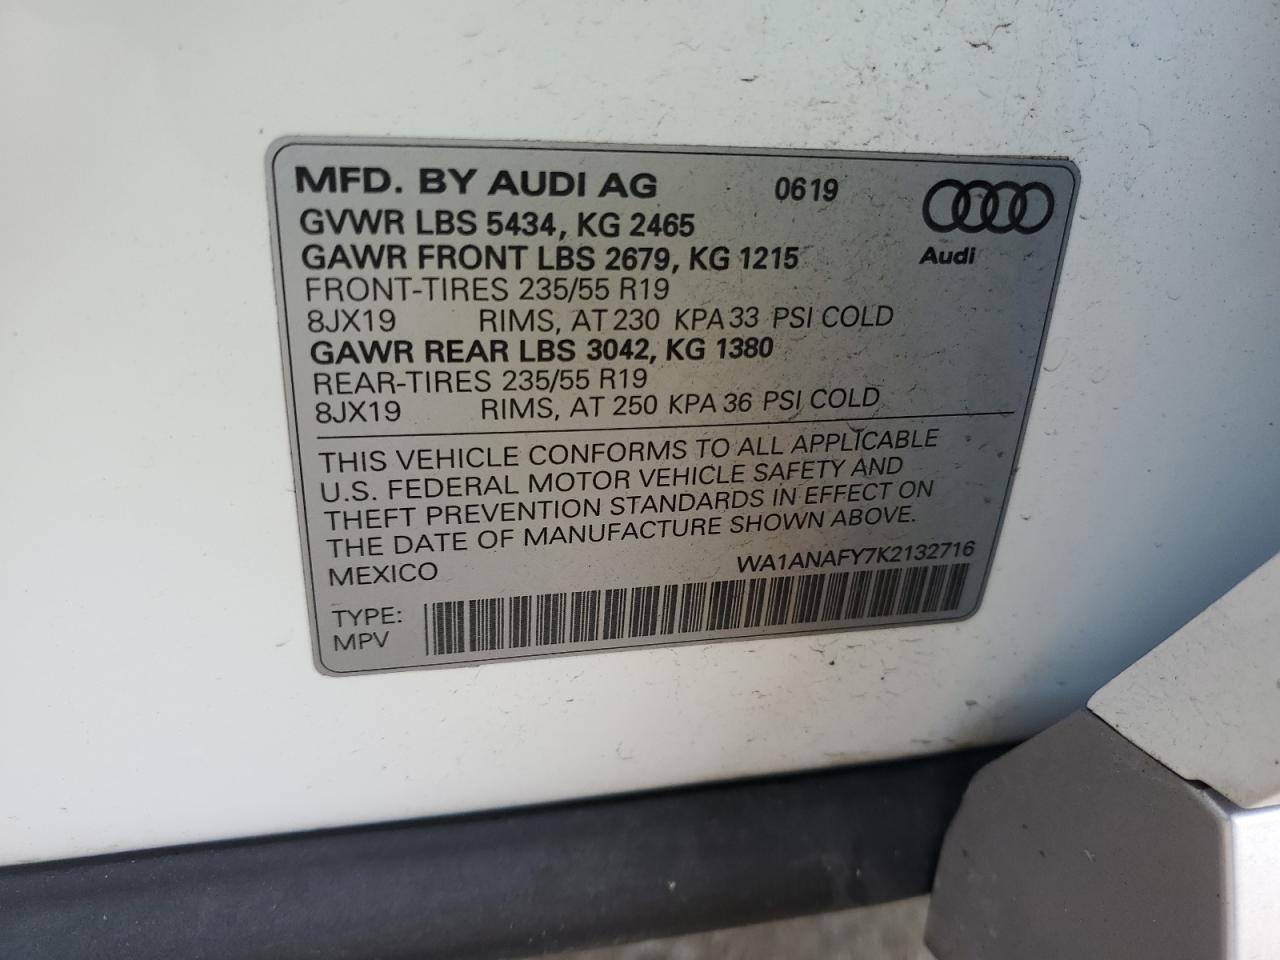 MFD. BY AUDI AG 0619
GVWR LBS 5434, KG 2465
GAWR FRONT LBS 2679, KG 1215 Audi
FRONT-TIRES 235/55 R19
8JX19 RIMS, AT 230 KPA 33 PSI COLD
GAWR REAR LBS 3042, KG 1380
REAR-TIRES 235/55 R19
8JX19 RIMS, AT 250 KPA 36 PSI COLD
THIS VEHICLE CONFORMS TO ALL APPLICABLE
U.S. FEDERAL MOTOR VEHICLE SAFETY AND
THEFT PREVENTION STANDARDS IN EFFECT ON
THE DATE OF MANUFACTURE SHOWN ABOVE.
MEXICO WA1ANAFY7K2132716
TYPE:
MPV